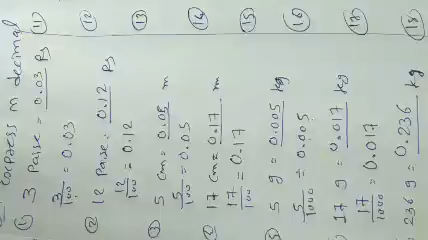 Express in decimal
① 3 Paise = 0.03 Rs
3/100 = 0.03
② 12 Paise = 0.12 Rs
12/100 = 0.12
③ 5 cm = 0.05 m
5/100 = 0.05
17 cm = 0.17 m
17/100 = 0.17
5 g = 0.005 kg
5/1000 = 0.005
17 g = 0.017 kg
17/1000 = 0.017
236 g = 0.236 kg
⑪
⑫
⑬
⑭
⑮
⑯
⑰
⑱